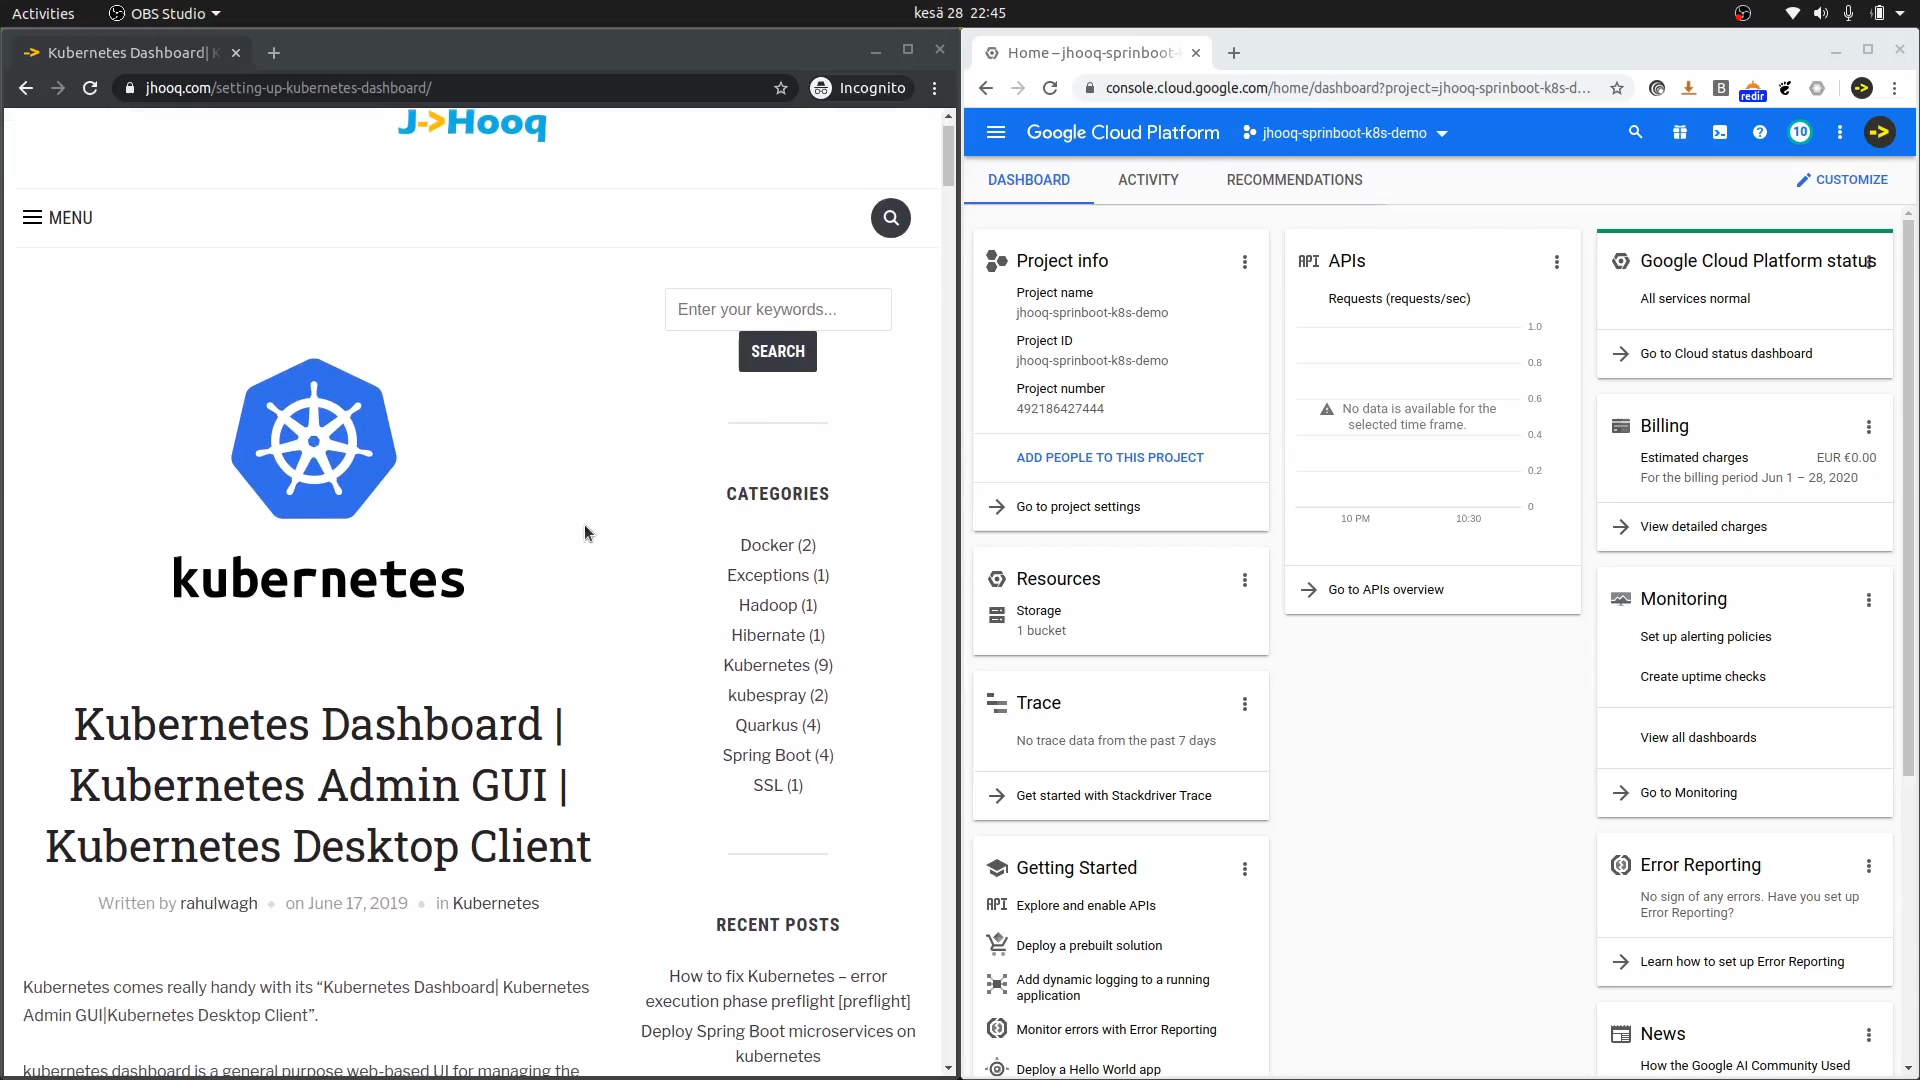 Activities
OBS Studio
kesä 28 22:45
Kubernetes Dashboard| K
jhooq.com/setting-up-kubernetes-dashboard/
Incognito
J->Hooq
MENU
Enter your keywords...
SEARCH
kubernetes
CATEGORIES
Docker (2)
Exceptions (1)
Hadoop (1)
Hibernate (1)
Kubernetes (9)
kubespray (2)
Quarkus (4)
Spring Boot (4)
SSL (1)
Kubernetes Dashboard |
Kubernetes Admin GUI |
Kubernetes Desktop Client
Written by rahulwagh • on June 17, 2019 • in Kubernetes
RECENT POSTS
How to fix Kubernetes – error
execution phase preflight [preflight]
Deploy Spring Boot microservices on
kubernetes
Kubernetes comes really handy with its “Kubernetes Dashboard| Kubernetes
Admin GUI|Kubernetes Desktop Client”.
kubernetes dashboard is a general purpose web-based UI for managing the
Home – jhooq-sprinboot-
console.cloud.google.com/home/dashboard?project=jhooq-sprinboot-k8s-d...
B
redir
Google Cloud Platform
jhooq-sprinboot-k8s-demo
10
DASHBOARD
ACTIVITY
RECOMMENDATIONS
CUSTOMIZE
Project info
Project name
jhooq-sprinboot-k8s-demo
Project ID
jhooq-sprinboot-k8s-demo
Project number
492186427444
ADD PEOPLE TO THIS PROJECT
Go to project settings
Resources
Storage
1 bucket
Trace
No trace data from the past 7 days
Get started with Stackdriver Trace
Getting Started
API Explore and enable APIs
Deploy a prebuilt solution
Add dynamic logging to a running
application
Monitor errors with Error Reporting
Deploy a Hello World app
API APIs
Requests (requests/sec)
1.0
0.8
0.6
No data is available for the
selected time frame.
0.4
0.2
0
10 PM
10:30
Go to APIs overview
Google Cloud Platform status
All services normal
Go to Cloud status dashboard
Billing
Estimated charges EUR €0.00
For the billing period Jun 1 – 28, 2020
View detailed charges
Monitoring
Set up alerting policies
Create uptime checks
View all dashboards
Go to Monitoring
Error Reporting
No sign of any errors. Have you set up
Error Reporting?
Learn how to set up Error Reporting
News
How the Google AI Community Used